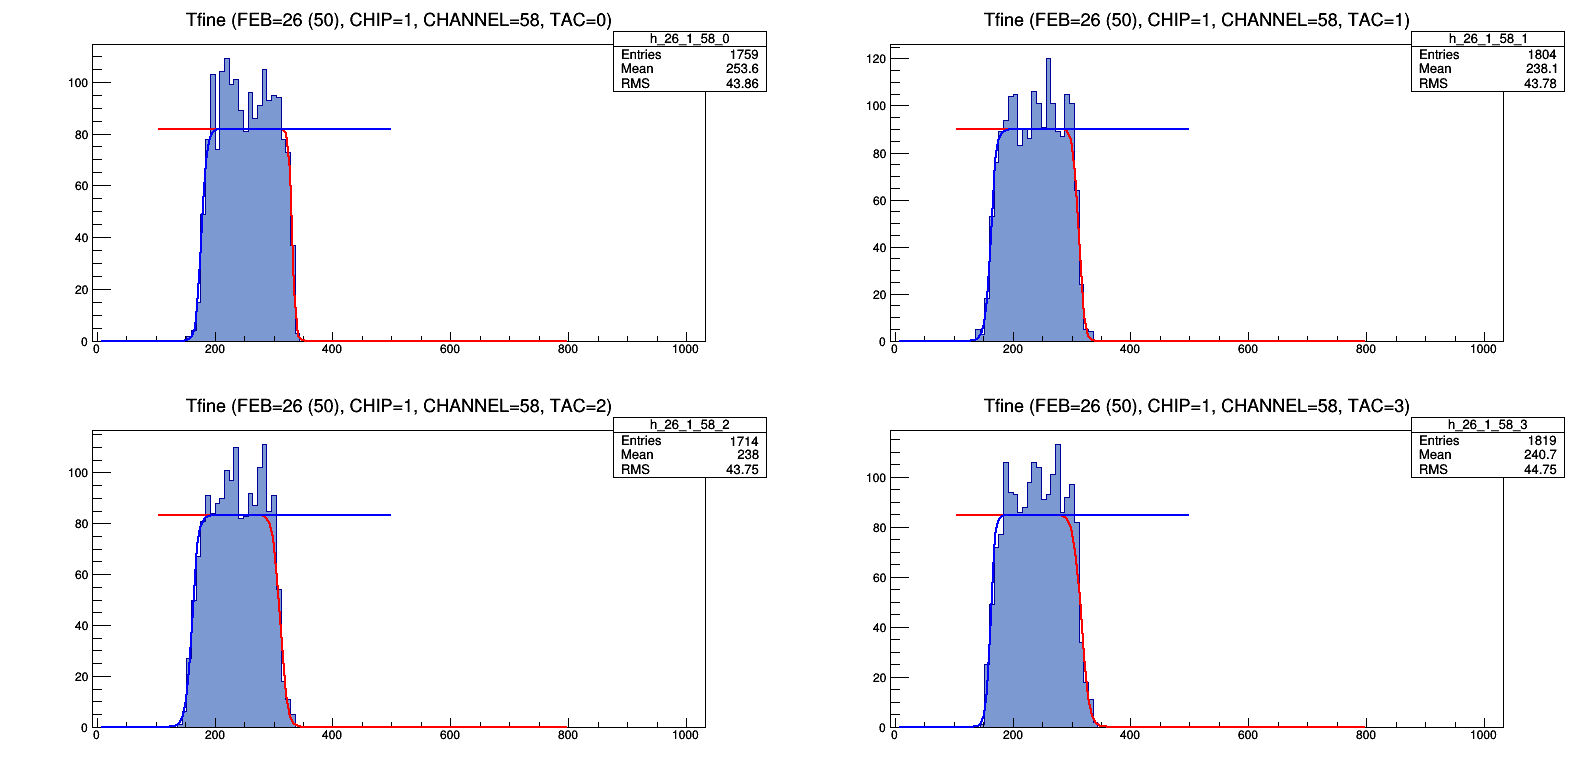 Tfine (FEB=26 (50), CHIP=1, CHANNEL=58, TAC=0)
h_26_1_58_0
Entries 1759
Mean 253.6
RMS 43.86
100
80
60
40
20
0
0 200 400 600 800 1000
Tfine (FEB=26 (50), CHIP=1, CHANNEL=58, TAC=1)
h_26_1_58_1
Entries 1804
Mean 238.1
RMS 43.78
120
100
80
60
40
20
0
0 200 400 600 800 1000
Tfine (FEB=26 (50), CHIP=1, CHANNEL=58, TAC=2)
h_26_1_58_2
Entries 1714
Mean 238
RMS 43.75
100
80
60
40
20
0
0 200 400 600 800 1000
Tfine (FEB=26 (50), CHIP=1, CHANNEL=58, TAC=3)
h_26_1_58_3
Entries 1819
Mean 240.7
RMS 44.75
100
80
60
40
20
0
0 200 400 600 800 1000